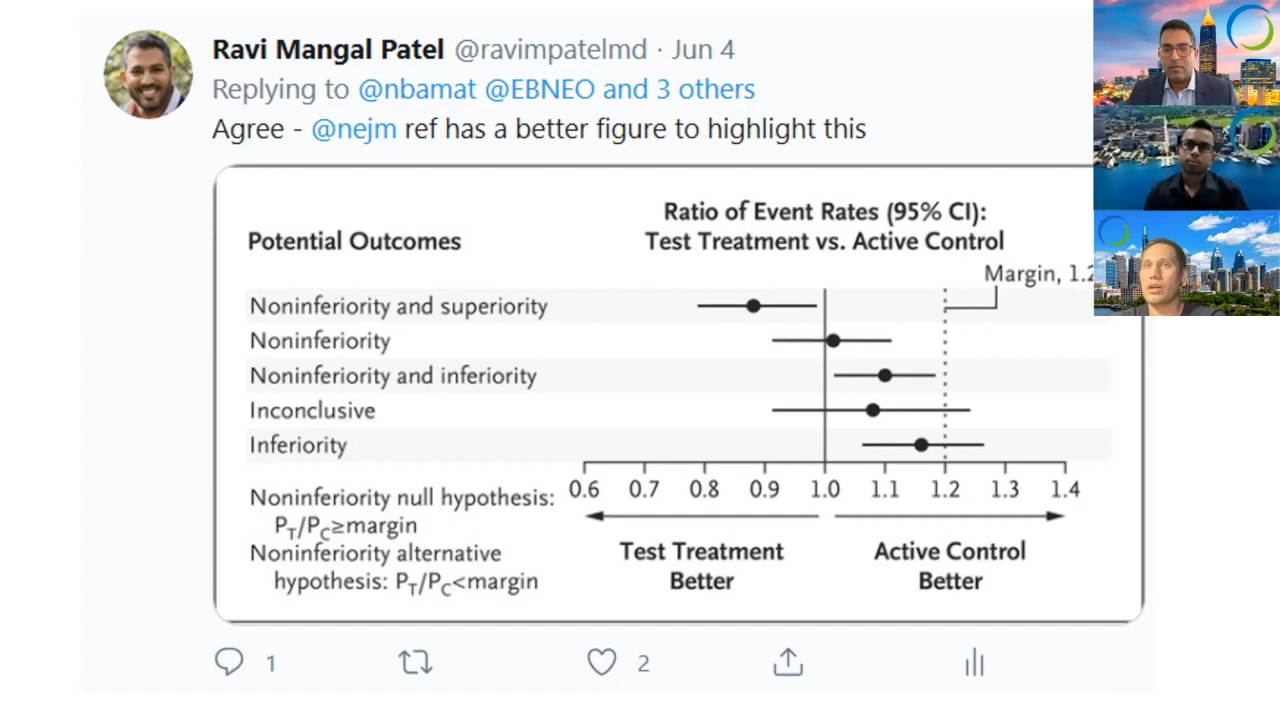 Ravi Mangal Patel @ravimpatelmd · Jun 4
Replying to @nbamat @EBNEO and 3 others
Agree - @nejm ref has a better figure to highlight this
Potential Outcomes
Ratio of Event Rates (95% CI):
Test Treatment vs. Active Control
Margin, 1.2
Noninferiority and superiority
Noninferiority
Noninferiority and inferiority
Inconclusive
Inferiority
0.6 0.7 0.8 0.9 1.0 1.1 1.2 1.3 1.4
Noninferiority null hypothesis:
PT/PC≥margin
Noninferiority alternative
hypothesis: PT/PC<margin
Test Treatment
Better
Active Control
Better
1
2